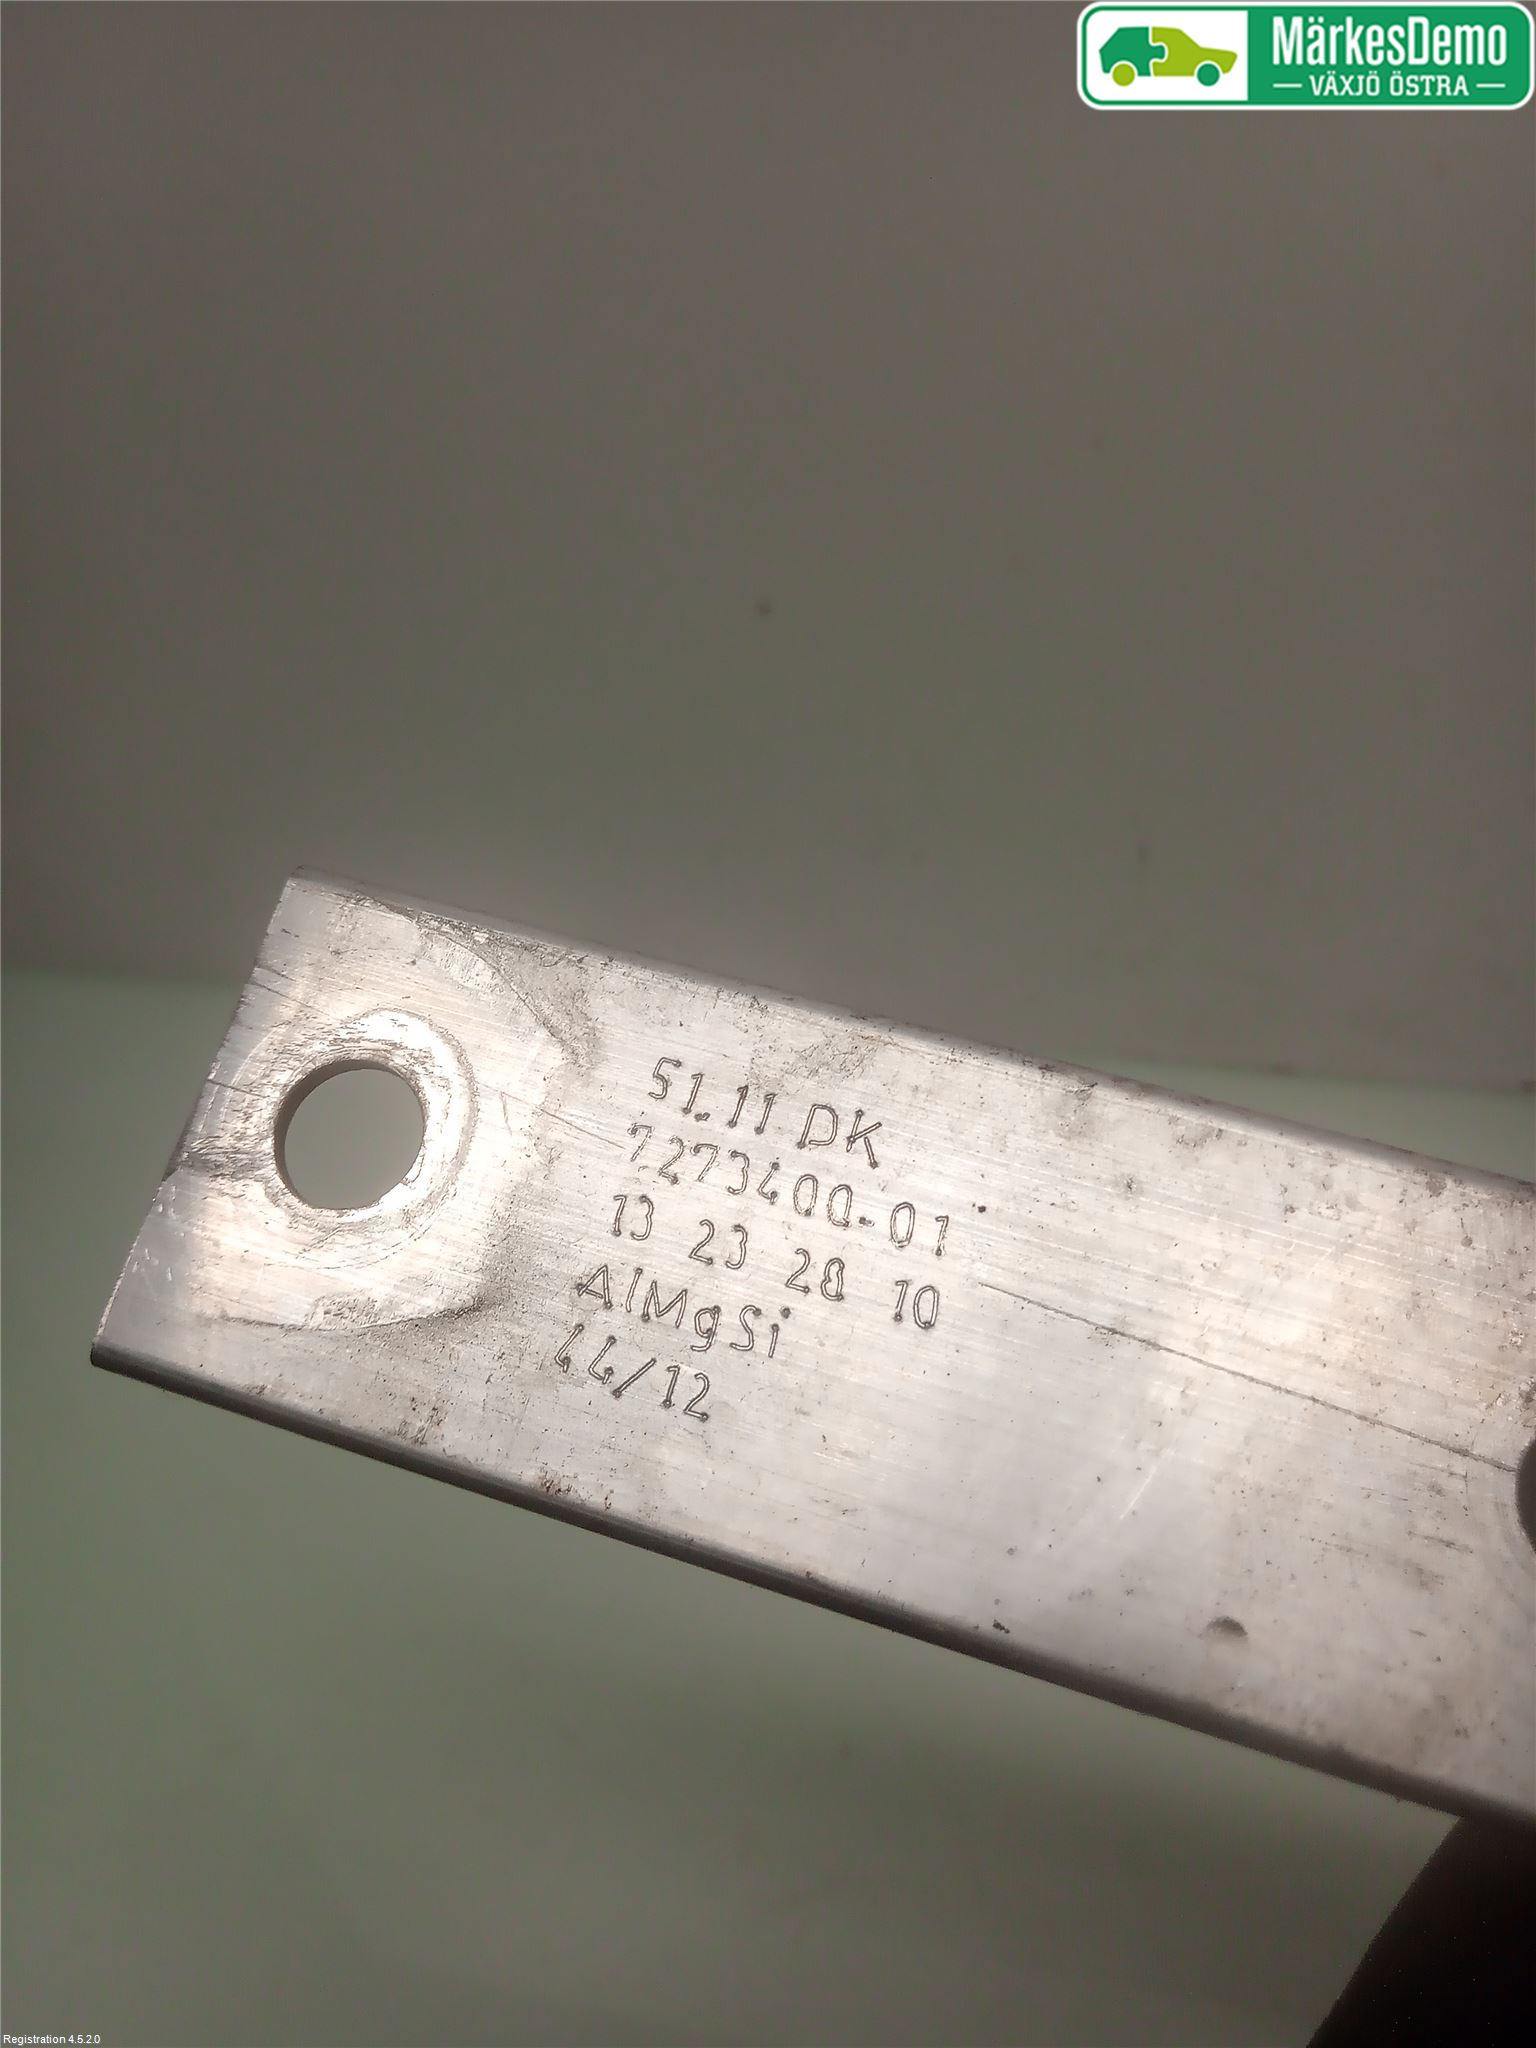 MärkesDemo
VÄXJÖ ÖSTRA
51.11 DK
7273400-01
13 23 28 10
AlMgSi
44/12
Registration 4.5.2.0